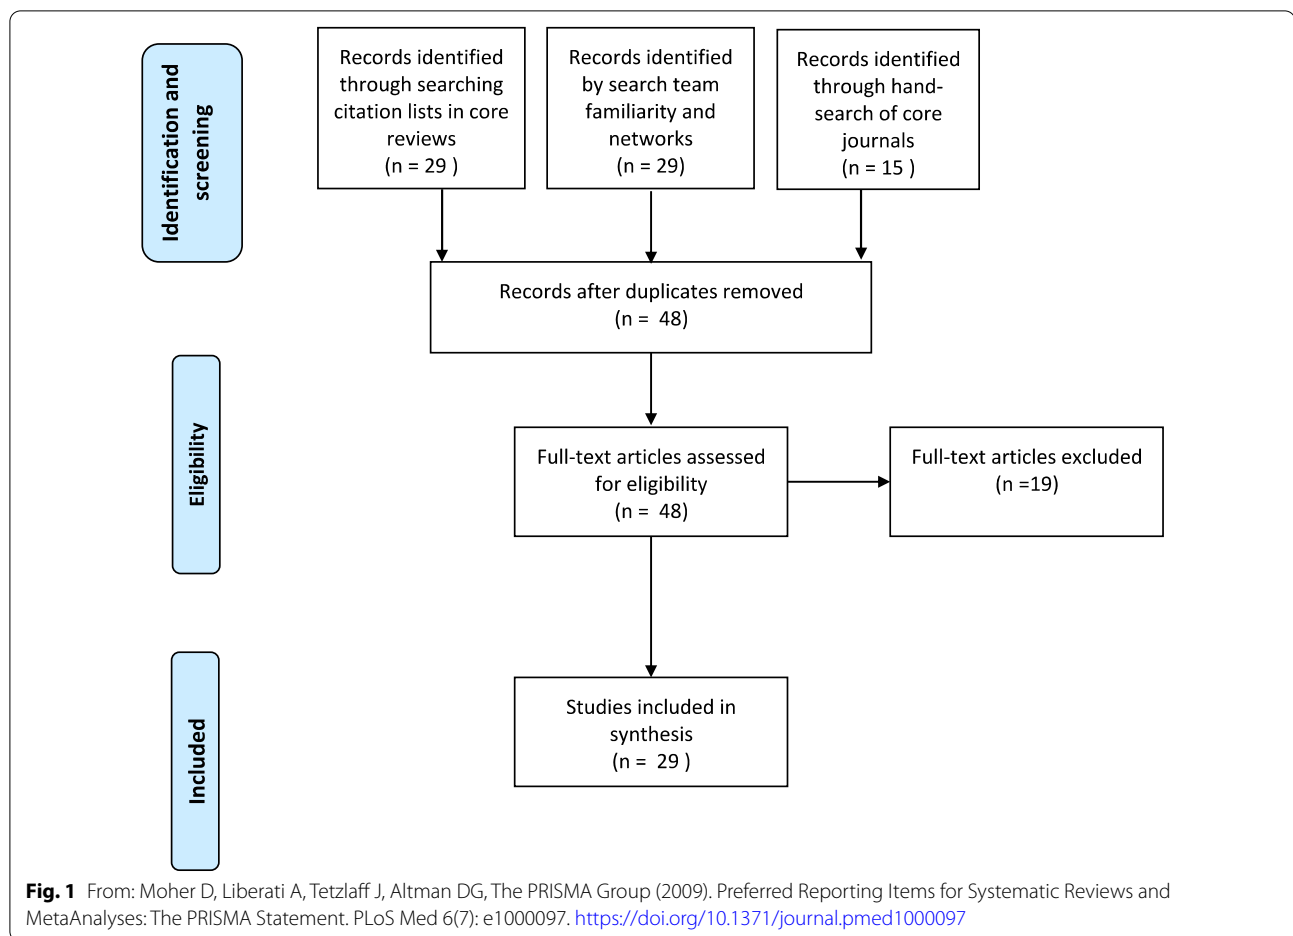 Identification and
screening
Records identified
through searching
citation lists in core
reviews
(n = 29 )
Records identified
by search team
familiarity and
networks
(n = 29)
Records identified
through hand-
search of core
journals
(n = 15 )
Records after duplicates removed
(n = 48)
Eligibility
Full-text articles assessed
for eligibility
(n = 48)
Full-text articles excluded
(n =19)
Included
Studies included in
synthesis
(n = 29 )
Fig. 1 From: Moher D, Liberati A, Tetzlaff J, Altman DG, The PRISMA Group (2009). Preferred Reporting Items for Systematic Reviews and
MetaAnalyses: The PRISMA Statement. PLoS Med 6(7): e1000097. https://doi.org/10.1371/journal.pmed1000097